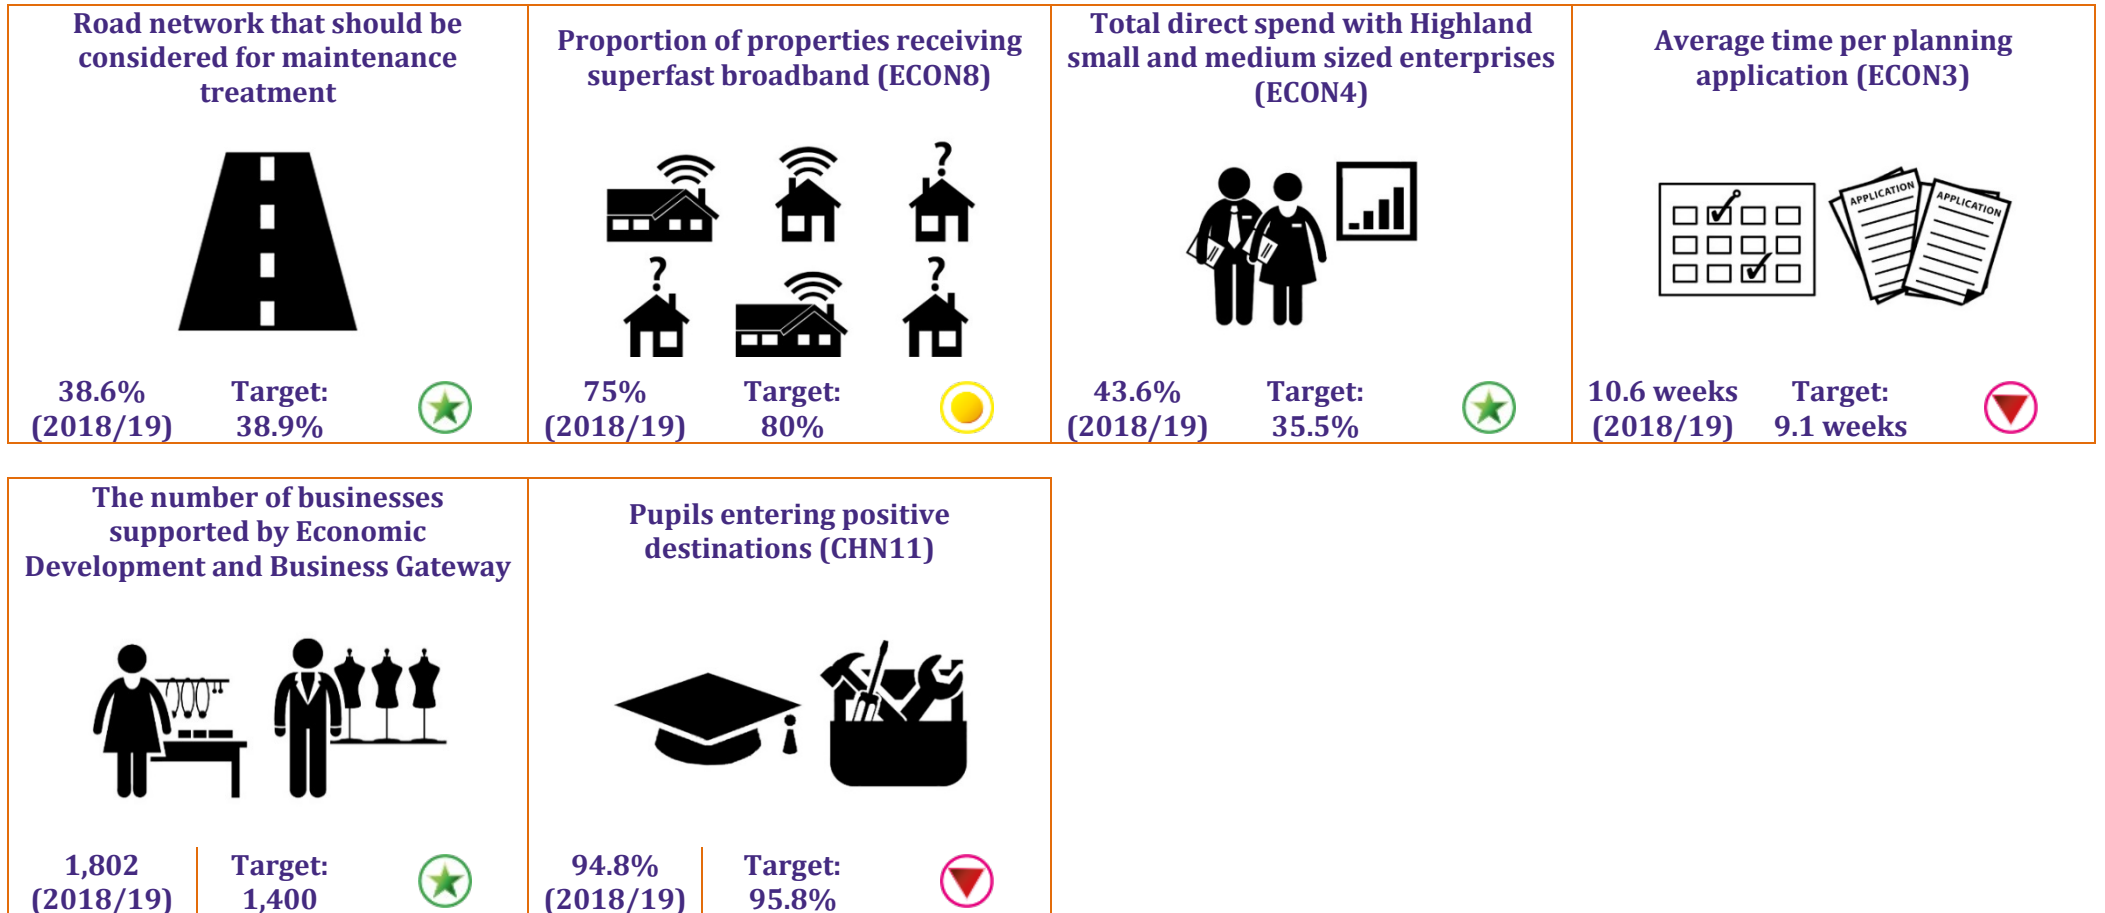 Road network that should be
considered for maintenance
treatment
38.6%
(2018/19)
Target:
38.9%
Proportion of properties receiving
superfast broadband (ECON8)
?
?
?
75%
(2018/19)
Target:
80%
Total direct spend with Highland
small and medium sized enterprises
(ECON4)
43.6%
(2018/19)
Target:
35.5%
Average time per planning
application (ECON3)
APPLICATION
APPLICATION
10.6 weeks
(2018/19)
Target:
9.1 weeks
The number of businesses
supported by Economic
Development and Business Gateway
1,802
(2018/19)
Target:
1,400
Pupils entering positive
destinations (CHN11)
94.8%
(2018/19)
Target:
95.8%